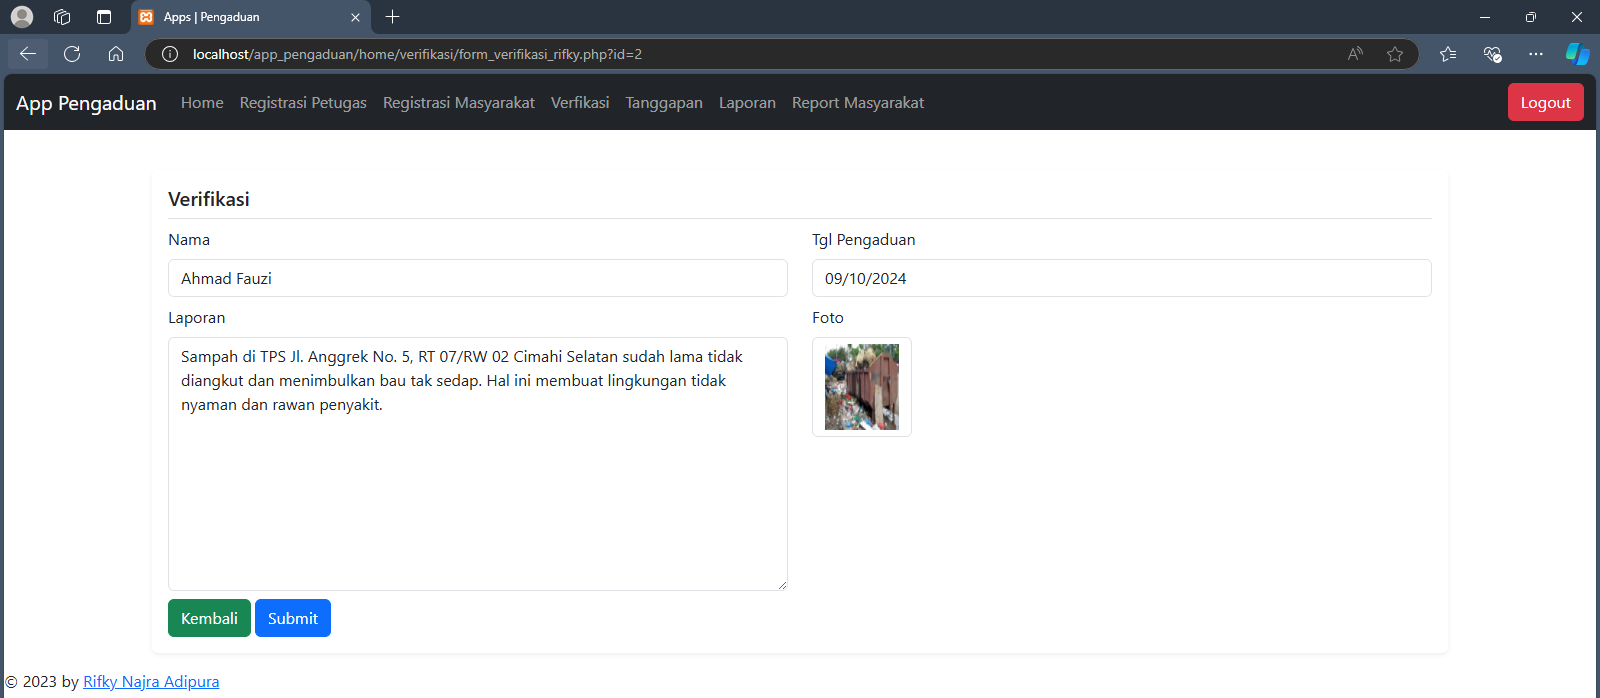 Apps | Pengaduan
localhost/app_pengaduan/home/verifikasi/form_verifikasi_rifky.php?id=2
App Pengaduan Home Registrasi Petugas Registrasi Masyarakat Verfikasi Tanggapan Laporan Report Masyarakat Logout
Verifikasi
Nama
Ahmad Fauzi
Tgl Pengaduan
09/10/2024
Laporan
Sampah di TPS Jl. Anggrek No. 5, RT 07/RW 02 Cimahi Selatan sudah lama tidak
diangkut dan menimbulkan bau tak sedap. Hal ini membuat lingkungan tidak
nyaman dan rawan penyakit.
Foto
Kembali Submit
© 2023 by Rifky Najra Adipura